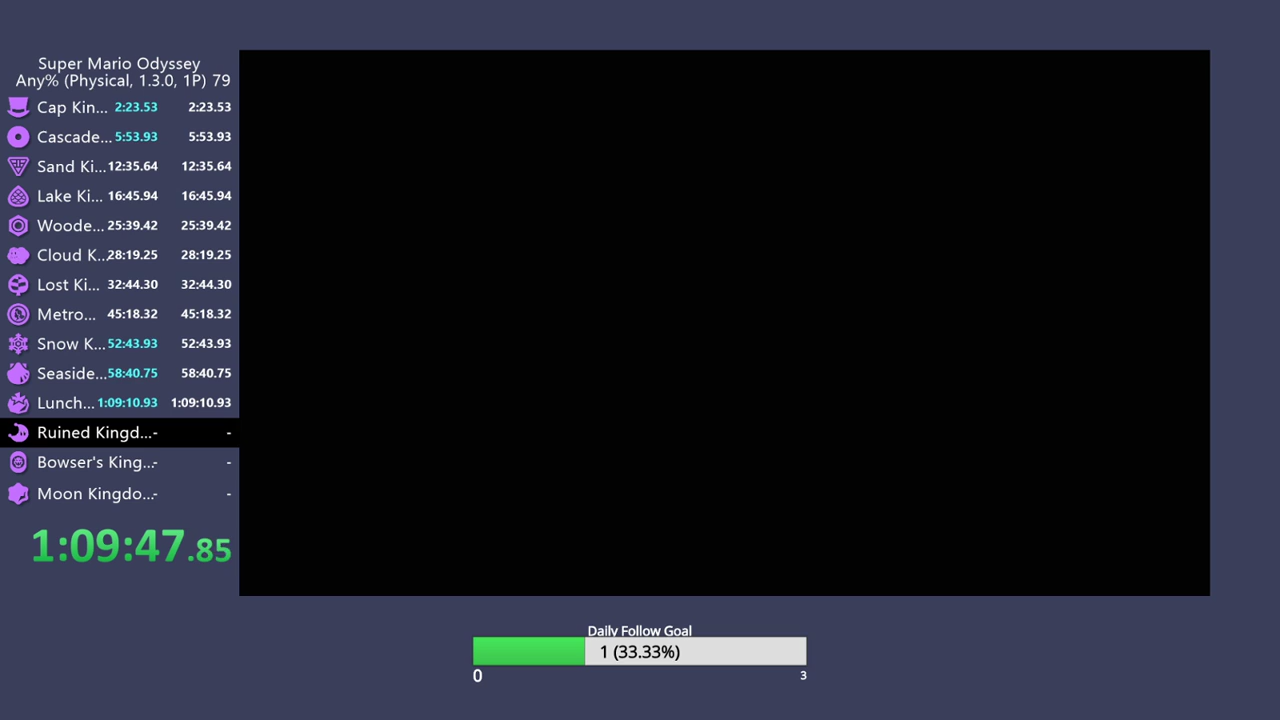 Super Mario Odyssey
Any% (Physical, 1.3.0, 1P) 79
Cap Kin... 2:23.53 2:23.53
Cascade... 5:53.93 5:53.93
Sand Ki... 12:35.64 12:35.64
Lake Ki... 16:45.94 16:45.94
Woode... 25:39.42 25:39.42
Cloud K... 28:19.25 28:19.25
Lost Ki... 32:44.30 32:44.30
Metro... 45:18.32 45:18.32
Snow K... 52:43.93 52:43.93
Seaside... 58:40.75 58:40.75
Lunch... 1:09:10.93 1:09:10.93
Ruined Kingd... - -
Bowser's King... - -
Moon Kingdo... - -
1:09:47.85
Daily Follow Goal
1 (33.33%)
0 3